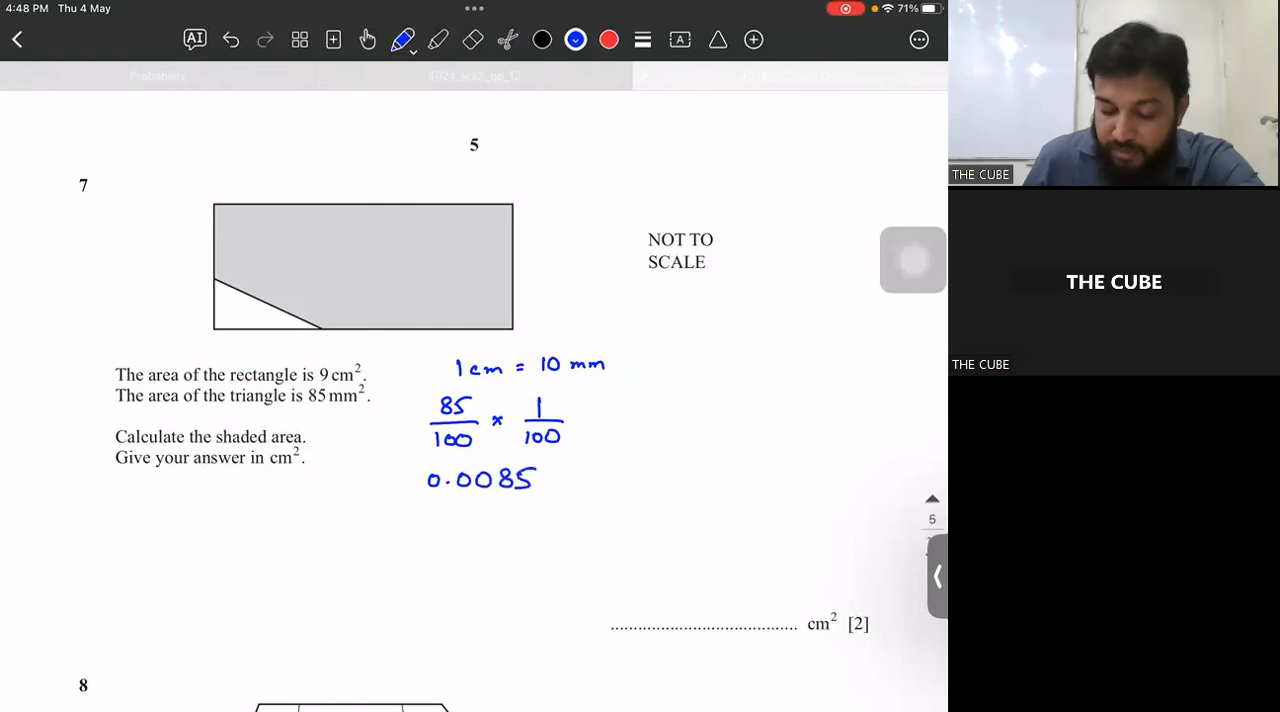 4:48 PM Thu 4 May
71%
AI
A
Probability
4024_w22_qp_12
5
7
NOT TO
SCALE
The area of the rectangle is 9 cm².
The area of the triangle is 85 mm².
Calculate the shaded area.
Give your answer in cm².
1 cm = 10 mm
85/100 × 1/100
0.0085
5
........................................ cm² [2]
8
THE CUBE
THE CUBE
THE CUBE